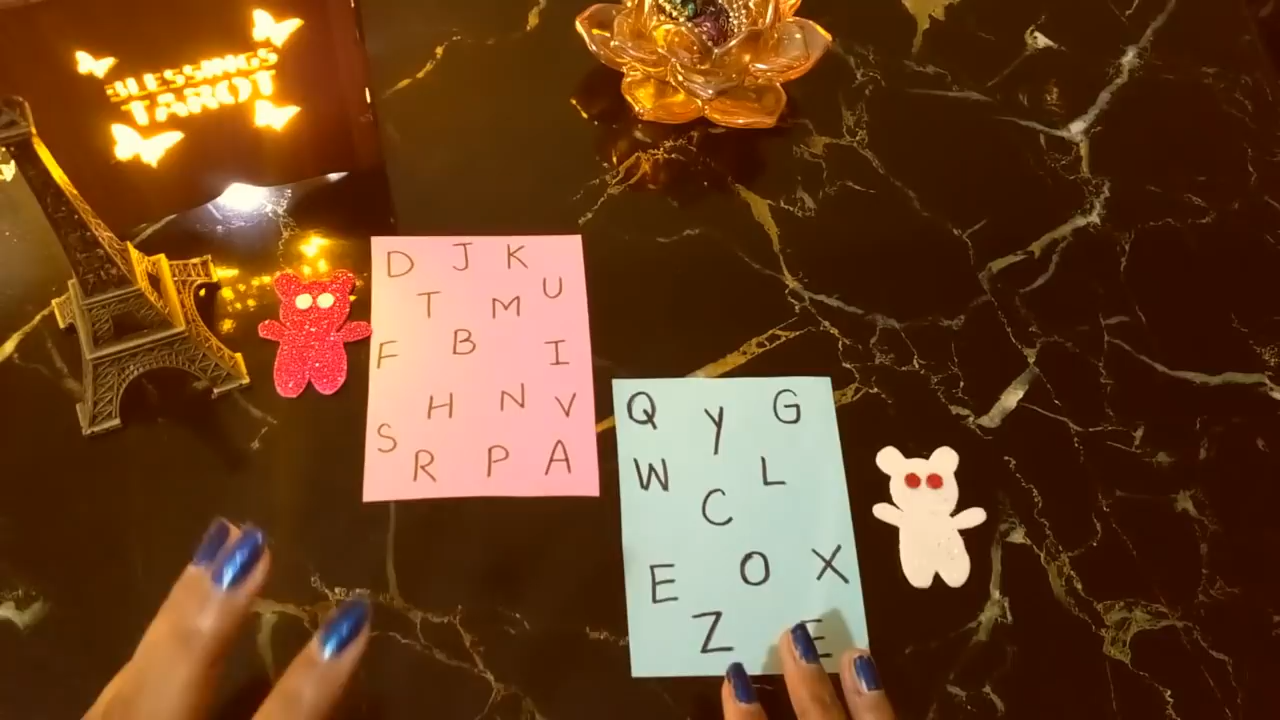 BLESSINGS
TAROT
D J K
T M U
F B I
H N V
S R P A
Q y G
W L
C
E O X
Z E